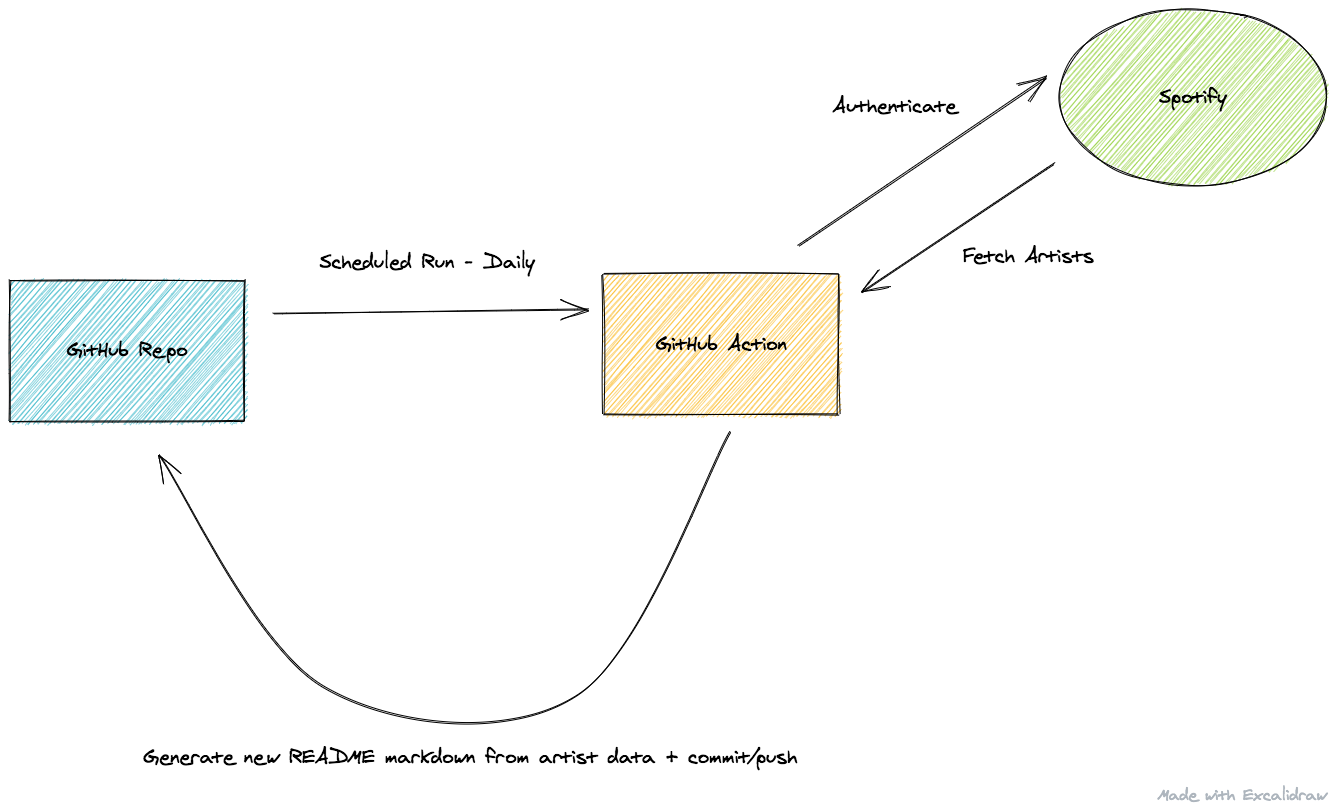 Authenticate
Spotify
Scheduled Run - Daily
Fetch Artists
GitHub Repo
GitHub Action
Generate new README markdown from artist data + commit/push
Made with Excalidraw